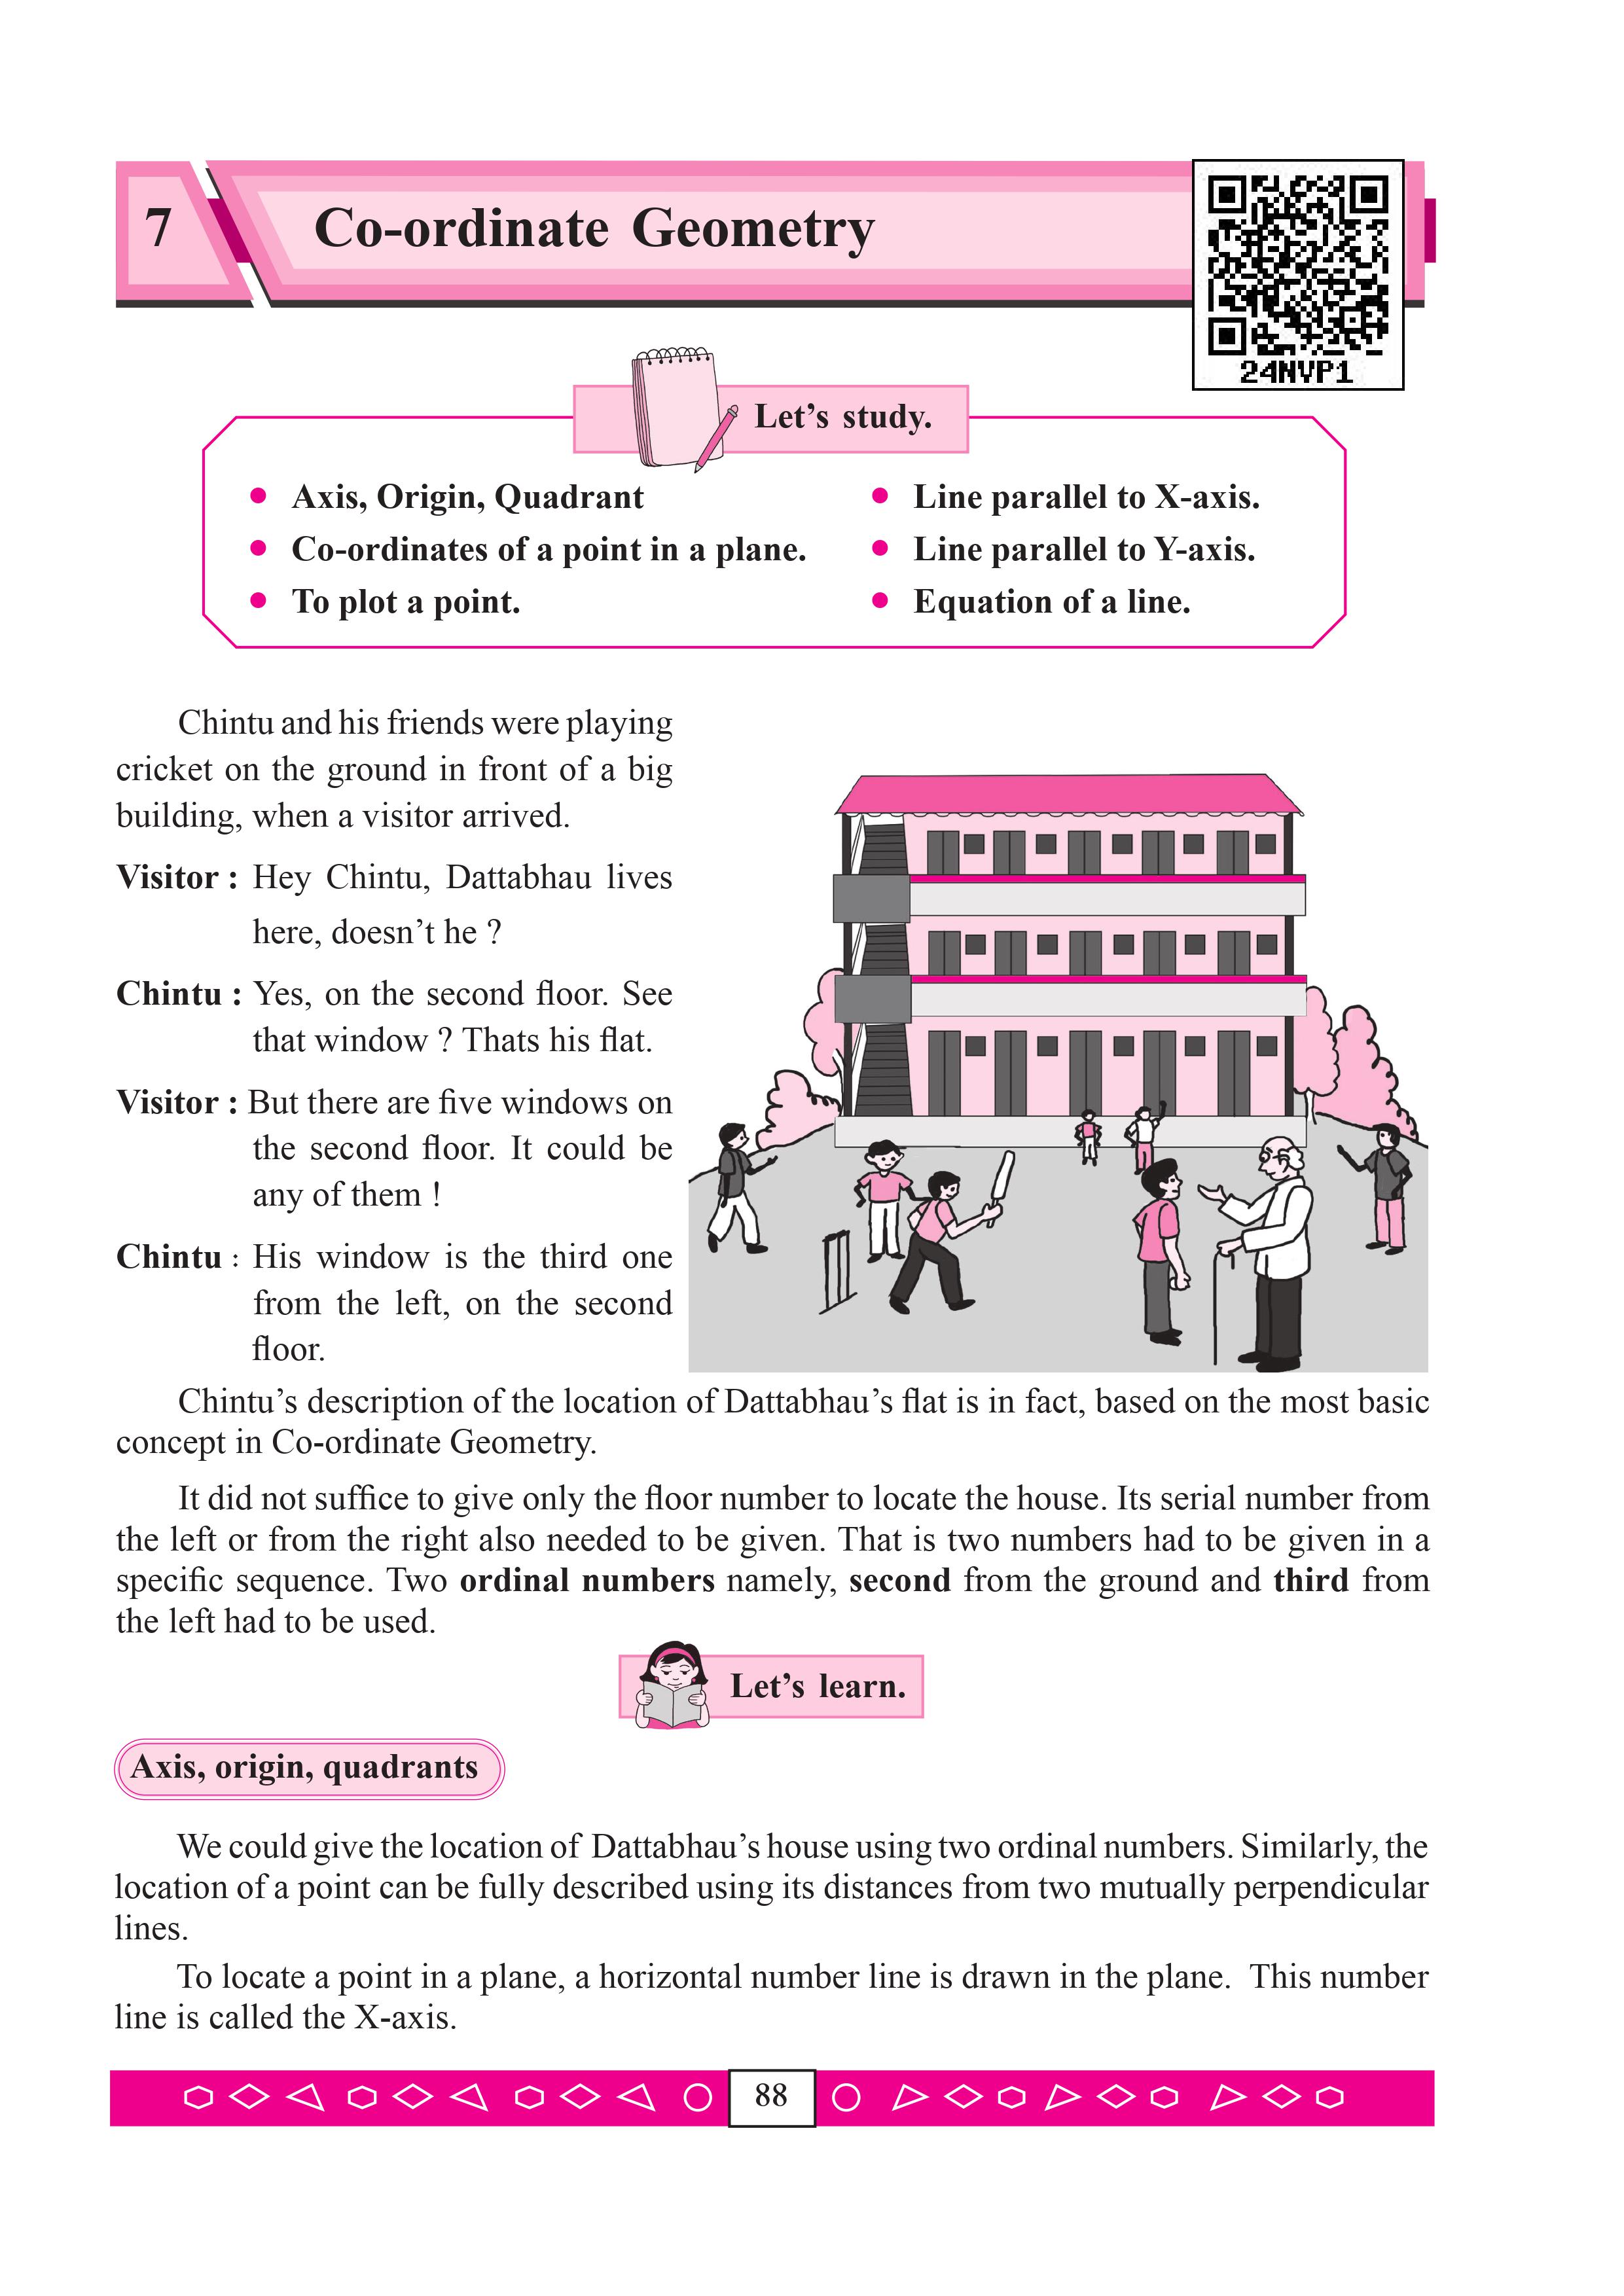 7
Co-ordinate Geometry
24NVP1
Let’s study.
• Axis, Origin, Quadrant
• Co-ordinates of a point in a plane.
• To plot a point.
• Line parallel to X-axis.
• Line parallel to Y-axis.
• Equation of a line.
Chintu and his friends were playing
cricket on the ground in front of a big
building, when a visitor arrived.
Visitor : Hey Chintu, Dattabhau lives
here, doesn’t he ?
Chintu : Yes, on the second floor. See
that window ? Thats his flat.
Visitor : But there are five windows on
the second floor. It could be
any of them !
Chintu : His window is the third one
from the left, on the second
floor.
Chintu’s description of the location of Dattabhau’s flat is in fact, based on the most basic
concept in Co-ordinate Geometry.
It did not suffice to give only the floor number to locate the house. Its serial number from
the left or from the right also needed to be given. That is two numbers had to be given in a
specific sequence. Two ordinal numbers namely, second from the ground and third from
the left had to be used.
Let’s learn.
Axis, origin, quadrants
We could give the location of Dattabhau’s house using two ordinal numbers. Similarly, the
location of a point can be fully described using its distances from two mutually perpendicular
lines.
To locate a point in a plane, a horizontal number line is drawn in the plane. This number
line is called the X-axis.
88